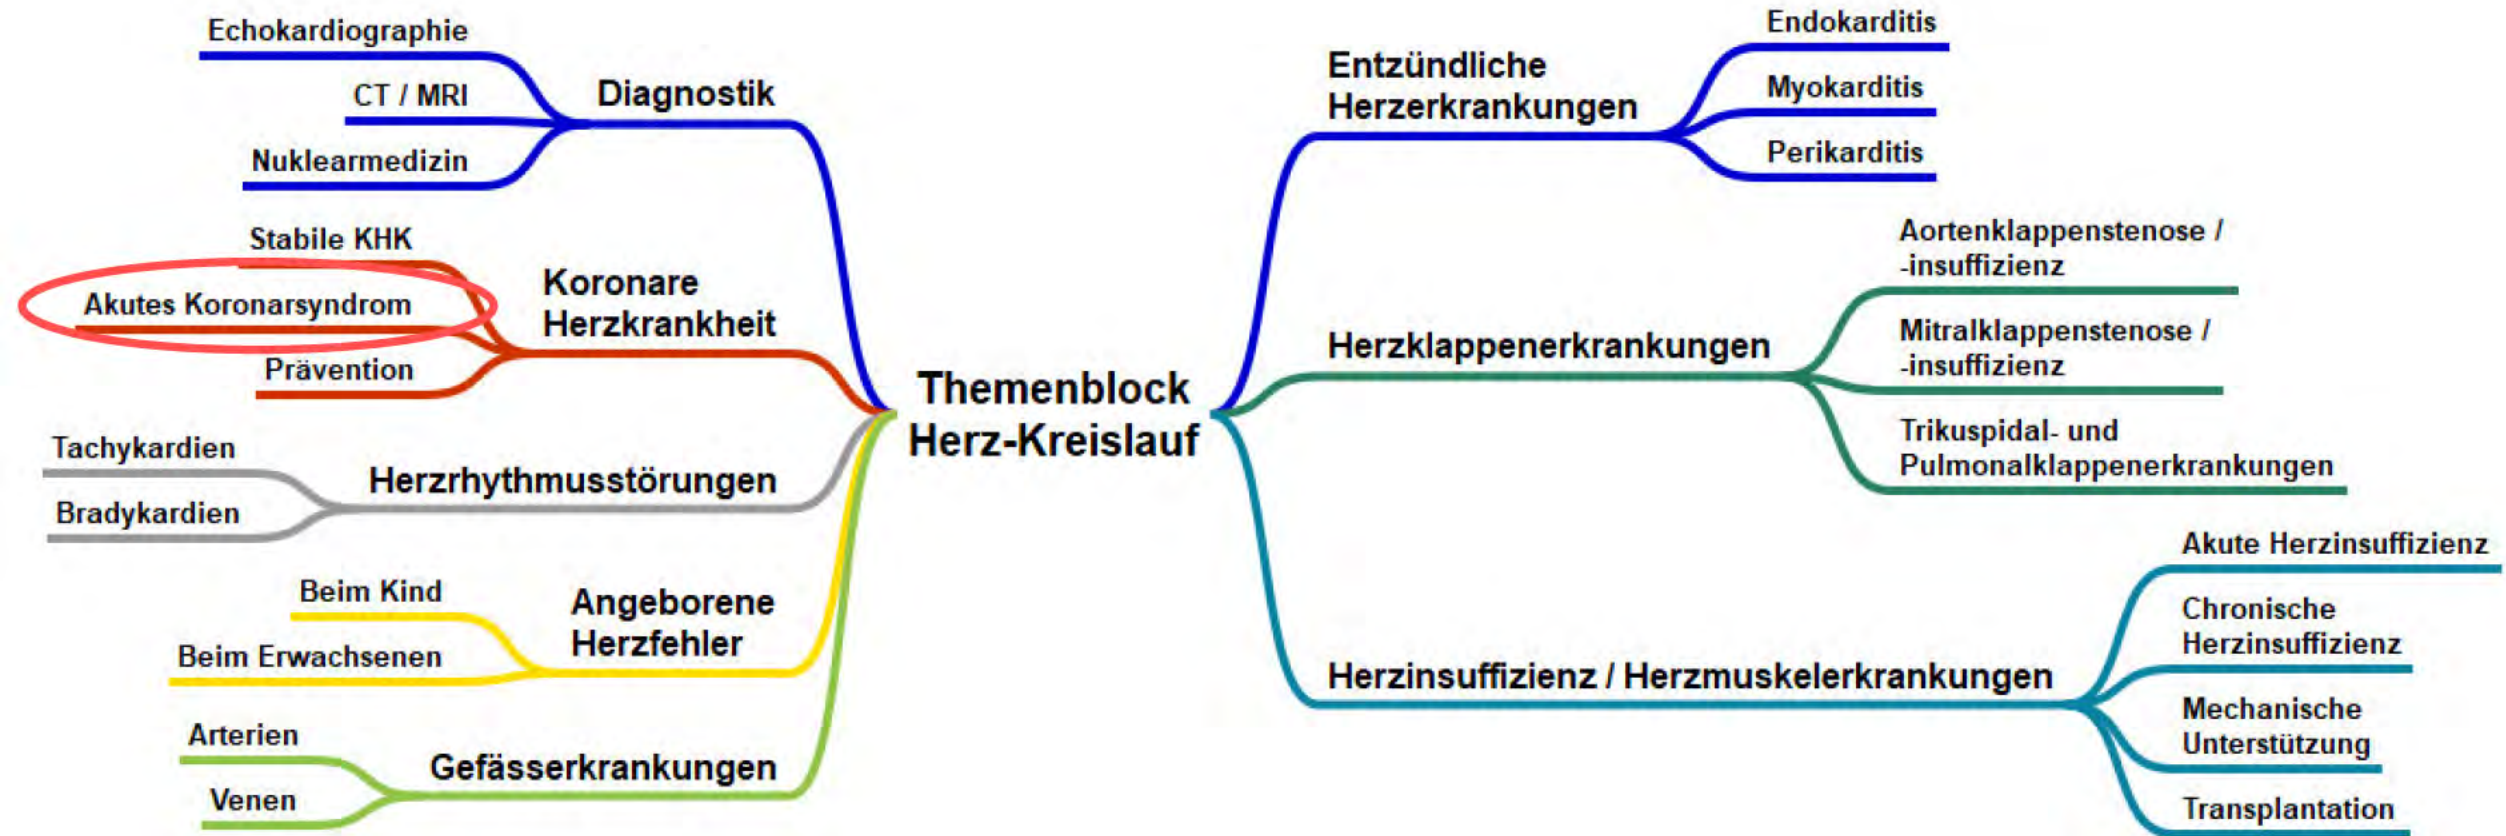 Themenblock
Herz-Kreislauf
Diagnostik
Echokardiographie
CT / MRI
Nuklearmedizin
Koronare
Herzkrankheit
Stabile KHK
Akutes Koronarsyndrom
Prävention
Herzrhythmusstörungen
Tachykardien
Bradykardien
Angeborene
Herzfehler
Beim Kind
Beim Erwachsenen
Gefässerkrankungen
Arterien
Venen
Entzündliche
Herzerkrankungen
Endokarditis
Myokarditis
Perikarditis
Herzklappenerkrankungen
Aortenklappenstenose /
-insuffizienz
Mitralklappenstenose /
-insuffizienz
Trikuspidal- und
Pulmonalklappenerkrankungen
Herzinsuffizienz / Herzmuskelerkrankungen
Akute Herzinsuffizienz
Chronische
Herzinsuffizienz
Mechanische
Unterstützung
Transplantation